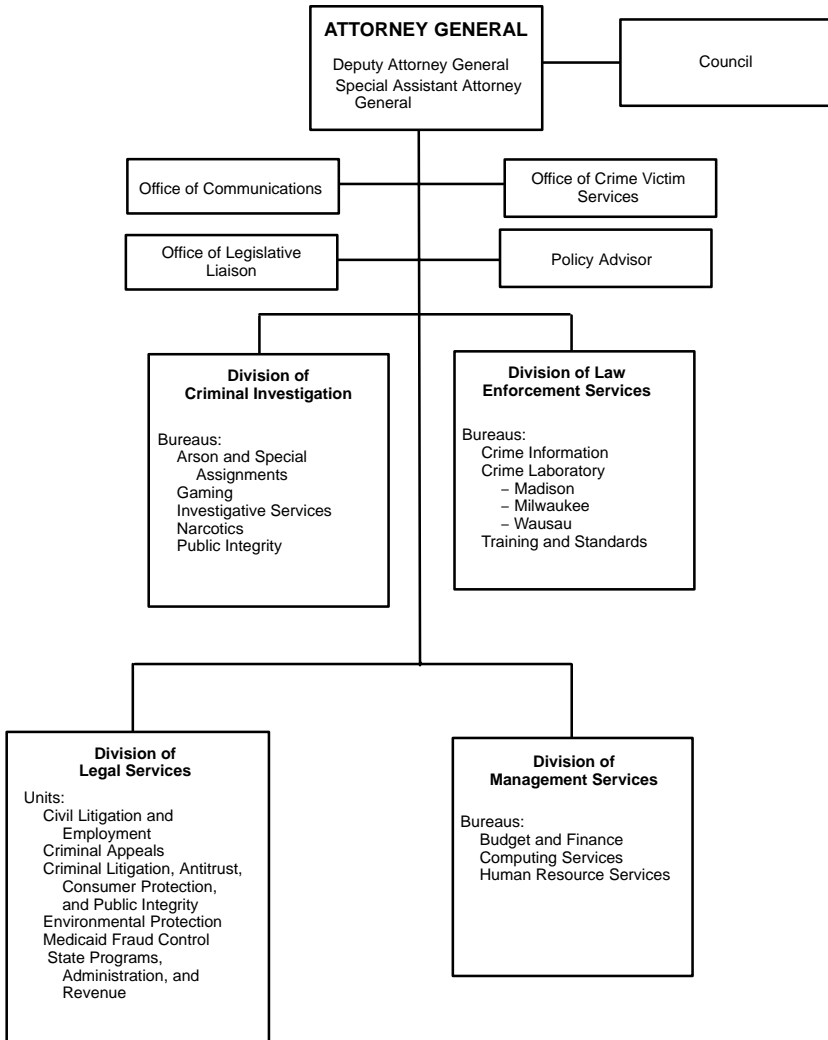 ATTORNEY GENERAL
Deputy Attorney General
Special Assistant Attorney
General
Council
Office of Communications
Office of Crime Victim
Services
Office of Legislative
Liaison
Policy Advisor
Division of
Criminal Investigation
Bureaus:
Arson and Special
Assignments
Gaming
Investigative Services
Narcotics
Public Integrity
Division of Law
Enforcement Services
Bureaus:
Crime Information
Crime Laboratory
– Madison
– Milwaukee
– Wausau
Training and Standards
Division of
Legal Services
Units:
Civil Litigation and
Employment
Criminal Appeals
Criminal Litigation, Antitrust,
Consumer Protection,
and Public Integrity
Environmental Protection
Medicaid Fraud Control
State Programs,
Administration, and
Revenue
Division of
Management Services
Bureaus:
Budget and Finance
Computing Services
Human Resource Services